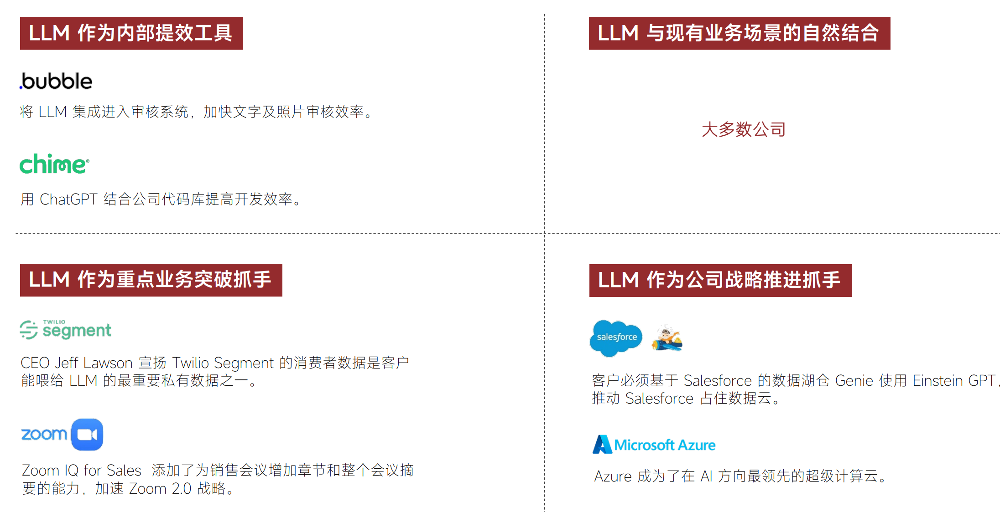 LLM 作为内部提效工具
.bubble
将 LLM 集成进入审核系统，加快文字及照片审核效率。
chime®
用 ChatGPT 结合公司代码库提高开发效率。
LLM 与现有业务场景的自然结合
大多数公司
LLM 作为重点业务突破抓手
TWILIO
segment
CEO Jeff Lawson 宣扬 Twilio Segment 的消费者数据是客户
能喂给 LLM 的最重要私有数据之一。
zoom
Zoom IQ for Sales 添加了为销售会议增加章节和整个会议摘
要的能力，加速 Zoom 2.0 战略。
LLM 作为公司战略推进抓手
salesforce
客户必须基于 Salesforce 的数据湖仓 Genie 使用 Einstein GPT，
推动 Salesforce 占住数据云。
Microsoft Azure
Azure 成为了在 AI 方向最领先的超级计算云。